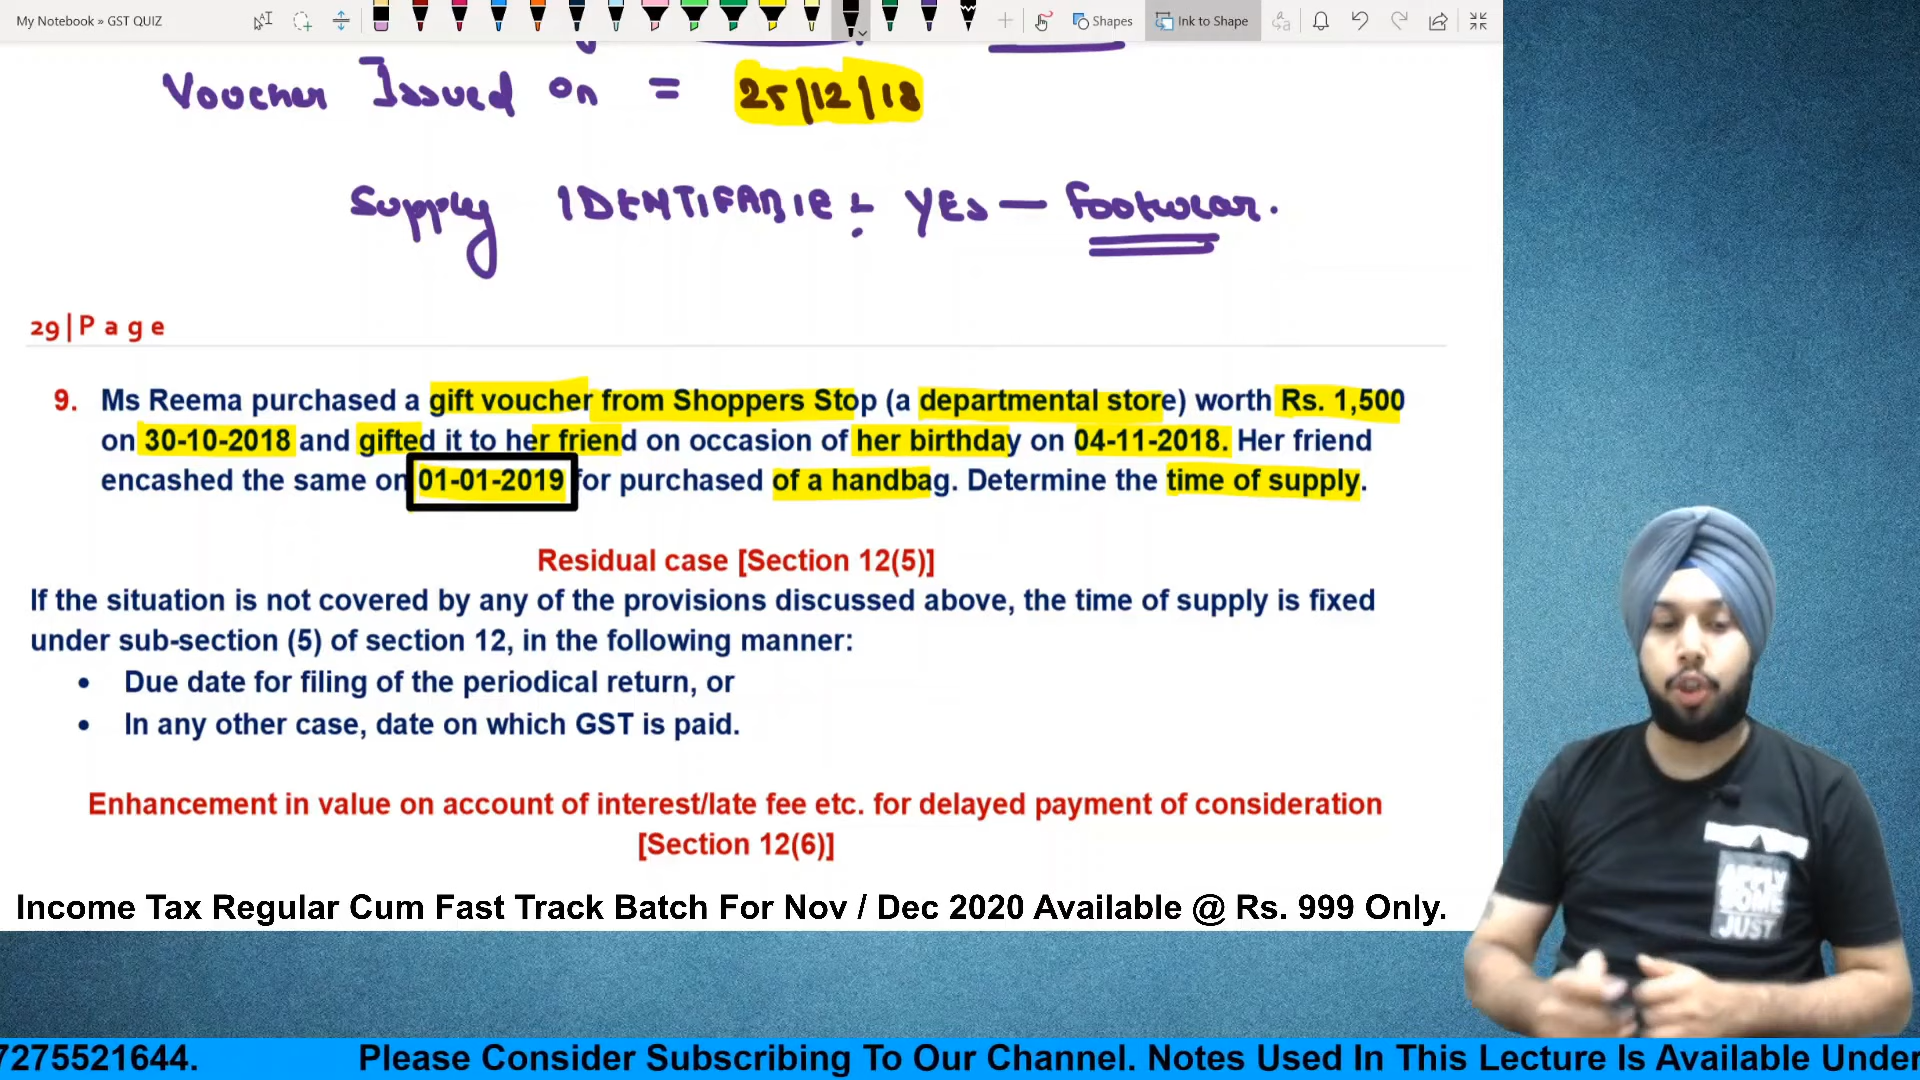 My Notebook » GST QUIZ
Shapes
Ink to Shape
Voucher Issued on = 25/12/18
Supply IDENTIFABIE :- YES — Footwear.
29|Page
9. Ms Reema purchased a gift voucher from Shoppers Stop (a departmental store) worth Rs. 1,500
on 30-10-2018 and gifted it to her friend on occasion of her birthday on 04-11-2018. Her friend
encashed the same on 01-01-2019 for purchased of a handbag. Determine the time of supply.
Residual case [Section 12(5)]
If the situation is not covered by any of the provisions discussed above, the time of supply is fixed
under sub-section (5) of section 12, in the following manner:
• Due date for filing of the periodical return, or
• In any other case, date on which GST is paid.
Enhancement in value on account of interest/late fee etc. for delayed payment of consideration
[Section 12(6)]
Income Tax Regular Cum Fast Track Batch For Nov / Dec 2020 Available @ Rs. 999 Only.
APPLY
SOME
JUST
7275521644. Please Consider Subscribing To Our Channel. Notes Used In This Lecture Is Available Under